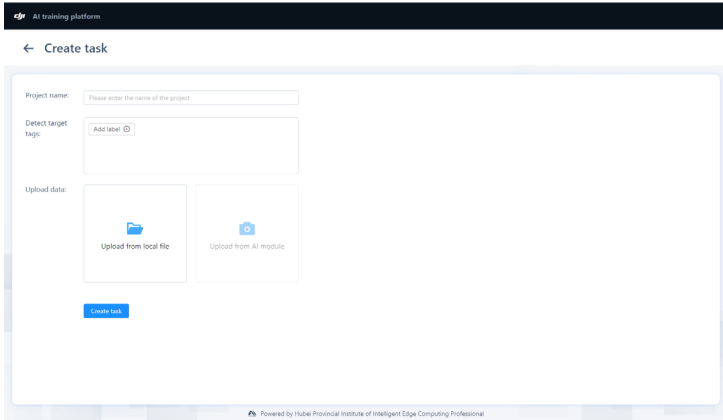 dji AI training platform
← Create task
Project name:
Please enter the name of the project
Detect target
tags:
Add label
Upload data:
Upload from local file
Upload from AI module
Create task
Powered by Hubei Provincial Institute of Intelligent Edge Computing Professional